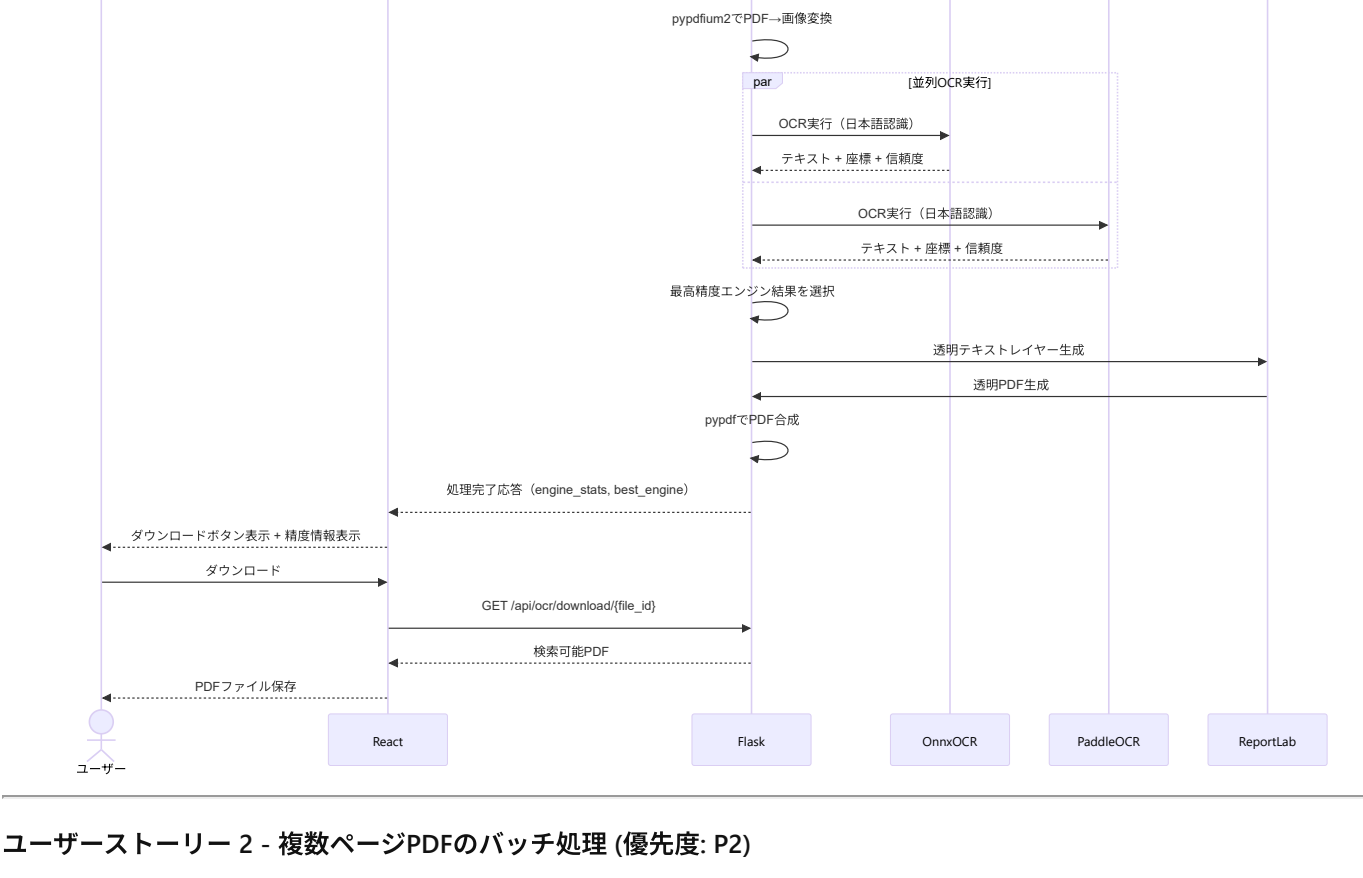 pypdfium2でPDF→画像変換
par
[並列OCR実行]
OCR実行（日本語認識）
テキスト + 座標 + 信頼度
OCR実行（日本語認識）
テキスト + 座標 + 信頼度
最高精度エンジン結果を選択
透明テキストレイヤー生成
透明PDF生成
pypdfでPDF合成
処理完了応答（engine_stats, best_engine）
ダウンロードボタン表示 + 精度情報表示
ダウンロード
GET /api/ocr/download/{file_id}
検索可能PDF
PDFファイル保存
ユーザー
React
Flask
OnnxOCR
PaddleOCR
ReportLab
ユーザーストーリー 2 - 複数ページPDFのバッチ処理 (優先度: P2)